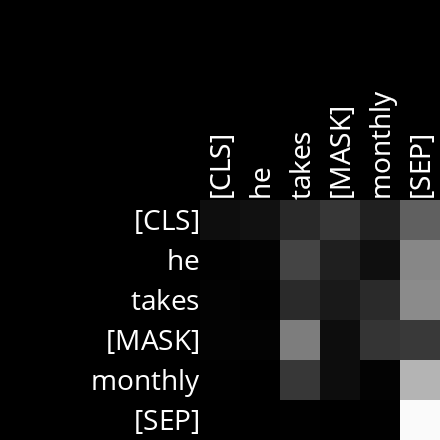 [CLS]
he
takes
[MASK]
monthly
[SEP]
[CLS]
he
takes
[MASK]
monthly
[SEP]